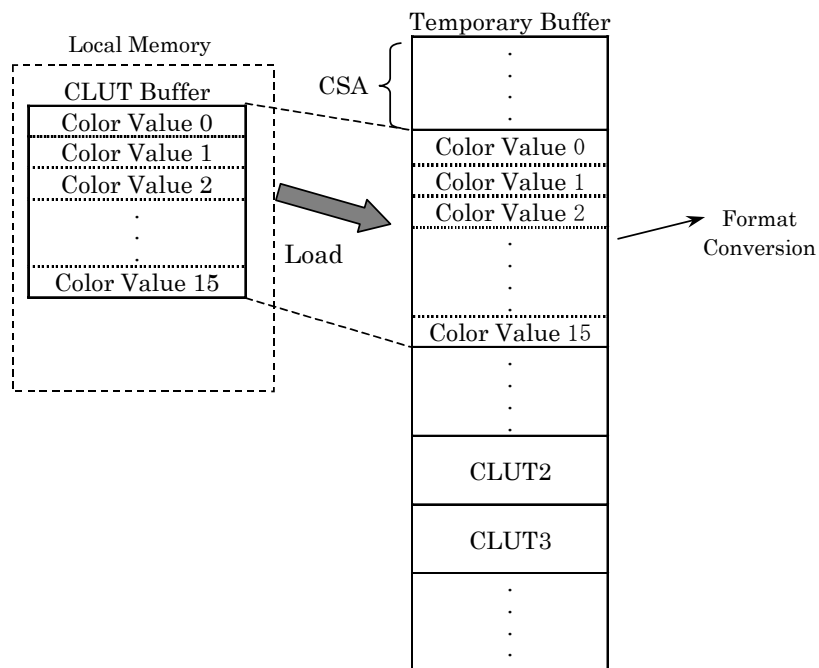 Temporary Buffer
Local Memory
CSA
CLUT Buffer
Color Value 0
Color Value 1
Color Value 2
.
.
.
Color Value 15
Load
.
.
.
.
Color Value 0
Color Value 1
Color Value 2
.
.
.
.
Color Value 15
.
.
.
.
CLUT2
CLUT3
.
.
.
.
Format
Conversion